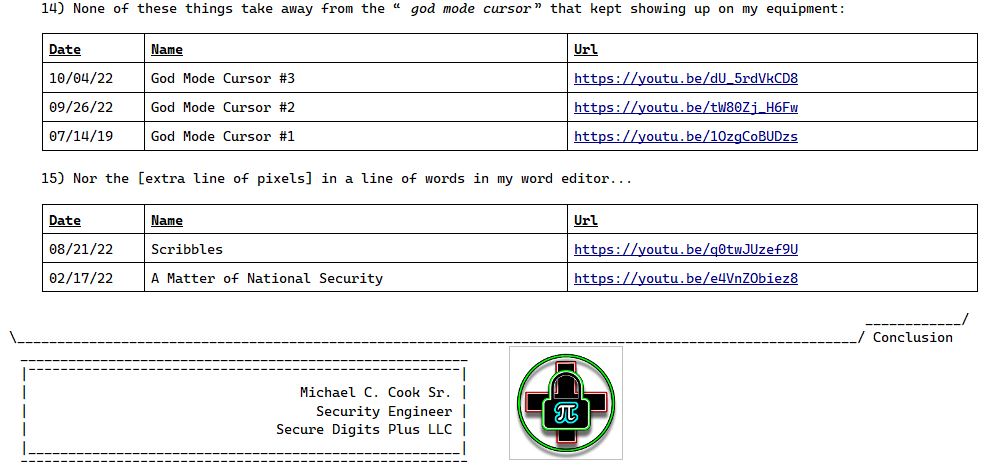 14) None of these things take away from the “ god mode cursor” that kept showing up on my equipment:
Date Name Url
10/04/22 God Mode Cursor #3 https://youtu.be/dU_5rdVkCD8
09/26/22 God Mode Cursor #2 https://youtu.be/tW80Zj_H6Fw
07/14/19 God Mode Cursor #1 https://youtu.be/1OzgCoBUDzs
15) Nor the [extra line of pixels] in a line of words in my word editor...
Date Name Url
08/21/22 Scribbles https://youtu.be/q0twJUzef9U
02/17/22 A Matter of National Security https://youtu.be/e4VnZObiez8
Conclusion
Michael C. Cook Sr.
Security Engineer
Secure Digits Plus LLC
π